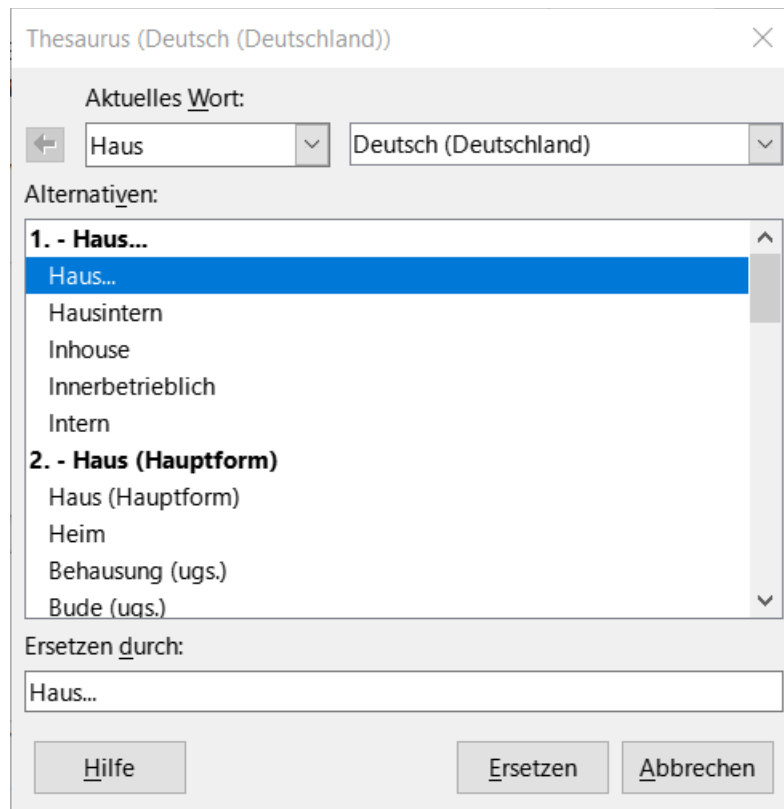 Thesaurus (Deutsch (Deutschland))
Aktuelles Wort:
Haus Deutsch (Deutschland)
Alternativen:
1. - Haus...
Haus...
Hausintern
Inhouse
Innerbetrieblich
Intern
2. - Haus (Hauptform)
Haus (Hauptform)
Heim
Behausung (ugs.)
Bude (ugs.)
Ersetzen durch:
Haus...
Hilfe Ersetzen Abbrechen